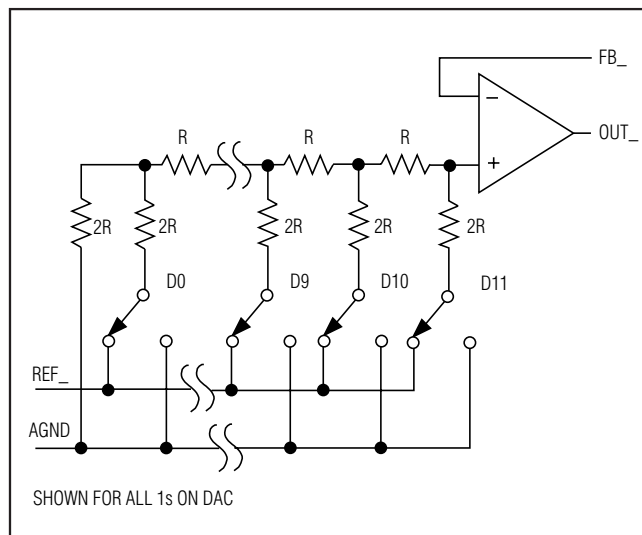 FB_
OUT_
R R R
2R 2R 2R 2R 2R
D0 D9 D10 D11
REF_
AGND
SHOWN FOR ALL 1s ON DAC